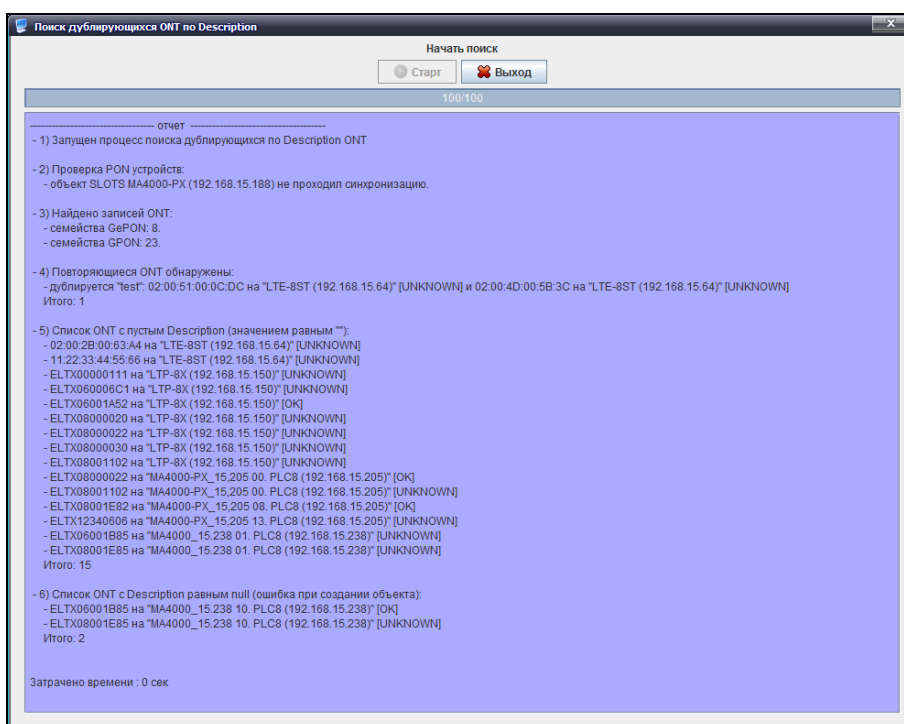 Поиск дублирующихся ONT по Description
Начать поиск
Старт Выход
100/100
---------------------------------- отчет -------------------------------------
- 1) Запущен процесс поиска дублирующихся по Description ONT
- 2) Проверка PON устройств:
- объект SLOTS MA4000-PX (192.168.15.188) не проходил синхронизацию.
- 3) Найдено записей ONT:
- семейства GePON: 8.
- семейства GPON: 23.
- 4) Повторяющиеся ONT обнаружены:
- дублируется "test": 02:00:51:00:0C:DC на "LTE-8ST (192.168.15.64)" [UNKNOWN] и 02:00:4D:00:5B:3C на "LTE-8ST (192.168.15.64)" [UNKNOWN]
Итого: 1
- 5) Список ONT с пустым Description (значением равным ""):
- 02:00:2B:00:63:A4 на "LTE-8ST (192.168.15.64)" [UNKNOWN]
- 11:22:33:44:55:66 на "LTE-8ST (192.168.15.64)" [UNKNOWN]
- ELTX00000111 на "LTP-8X (192.168.15.150)" [UNKNOWN]
- ELTX060006C1 на "LTP-8X (192.168.15.150)" [UNKNOWN]
- ELTX06001A52 на "LTP-8X (192.168.15.150)" [OK]
- ELTX08000020 на "LTP-8X (192.168.15.150)" [UNKNOWN]
- ELTX08000022 на "LTP-8X (192.168.15.150)" [UNKNOWN]
- ELTX08000030 на "LTP-8X (192.168.15.150)" [UNKNOWN]
- ELTX08001102 на "LTP-8X (192.168.15.150)" [UNKNOWN]
- ELTX08000022 на "MA4000-PX_15,205 00. PLC8 (192.168.15.205)" [OK]
- ELTX08001102 на "MA4000-PX_15,205 00. PLC8 (192.168.15.205)" [UNKNOWN]
- ELTX08001E82 на "MA4000-PX_15,205 08. PLC8 (192.168.15.205)" [OK]
- ELTX12340606 на "MA4000-PX_15,205 13. PLC8 (192.168.15.205)" [UNKNOWN]
- ELTX06001B85 на "MA4000_15.238 01. PLC8 (192.168.15.238)" [UNKNOWN]
- ELTX08001E85 на "MA4000_15.238 01. PLC8 (192.168.15.238)" [UNKNOWN]
Итого: 15
- 6) Список ONT с Description равным null (ошибка при создании объекта):
- ELTX06001B85 на "MA4000_15.238 10. PLC8 (192.168.15.238)" [OK]
- ELTX08001E85 на "MA4000_15.238 10. PLC8 (192.168.15.238)" [UNKNOWN]
Итого: 2
Затрачено времени : 0 сек